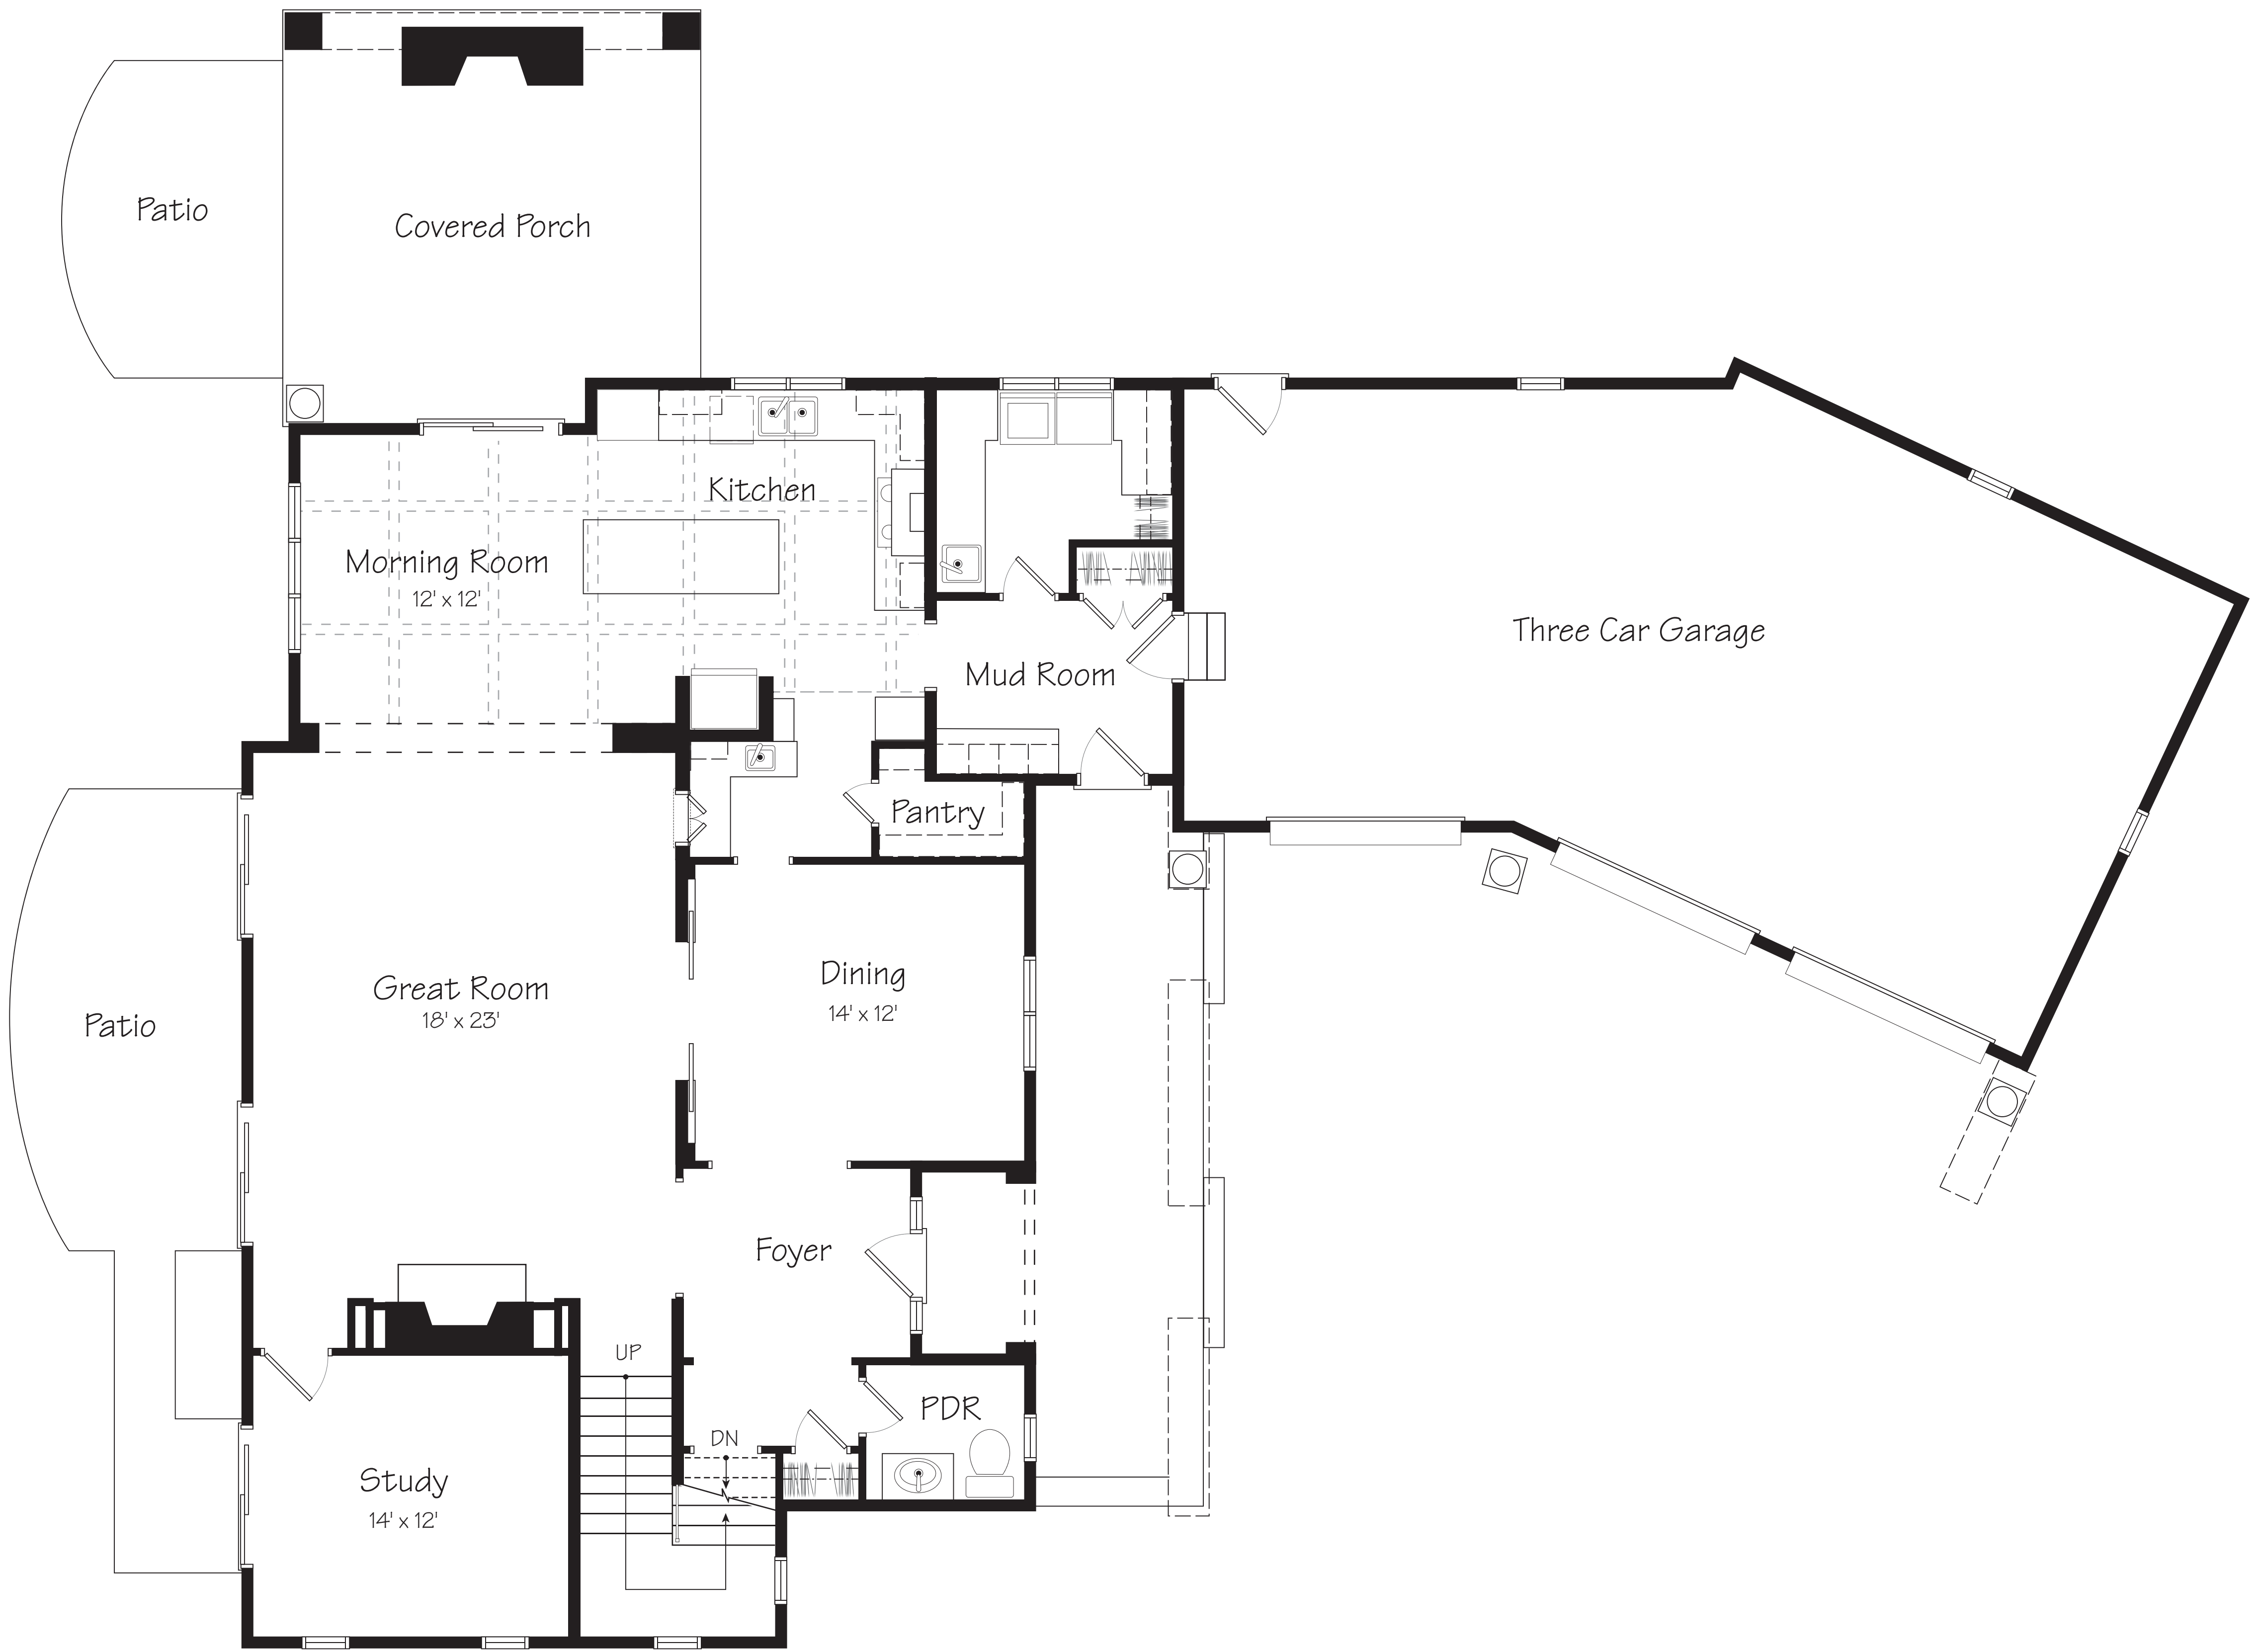 Patio
Covered Porch
Kitchen
Morning Room
12' x 12'
Three Car Garage
Mud Room
Pantry
Great Room
18' x 23'
Dining
14' x 12'
Patio
Foyer
UP
PDR
DN
Study
14' x 12'